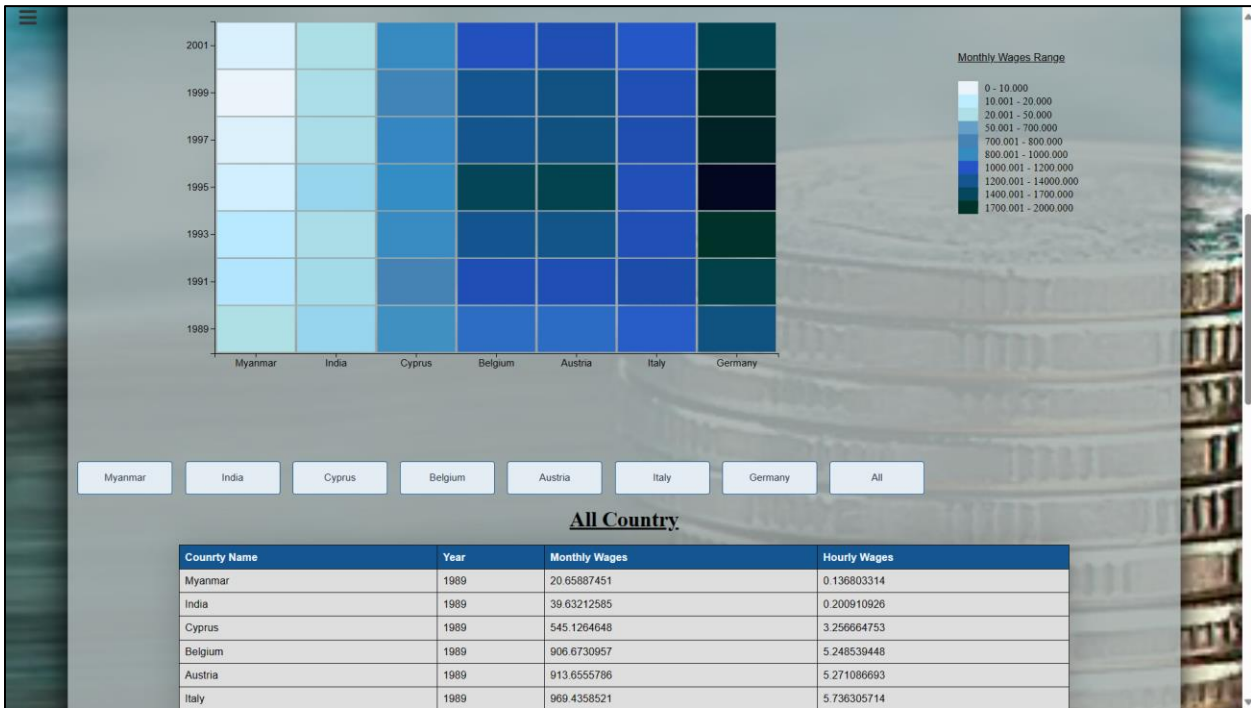 2001
1999
1997
1995
1993
1991
1989
Myanmar India Cyprus Belgium Austria Italy Germany
Monthly Wages Range
0 - 10.000
10.001 - 20.000
20.001 - 50.000
50.001 - 700.000
700.001 - 800.000
800.001 - 1000.000
1000.001 - 1200.000
1200.001 - 14000.000
1400.001 - 1700.000
1700.001 - 2000.000
Myanmar India Cyprus Belgium Austria Italy Germany All
All Country
Counrty Name Year Monthly Wages Hourly Wages
Myanmar 1989 20.65887451 0.136803314
India 1989 39.63212585 0.200910926
Cyprus 1989 545.1264648 3.256664753
Belgium 1989 906.6730957 5.248539448
Austria 1989 913.6555786 5.271086693
Italy 1989 969.4358521 5.736305714